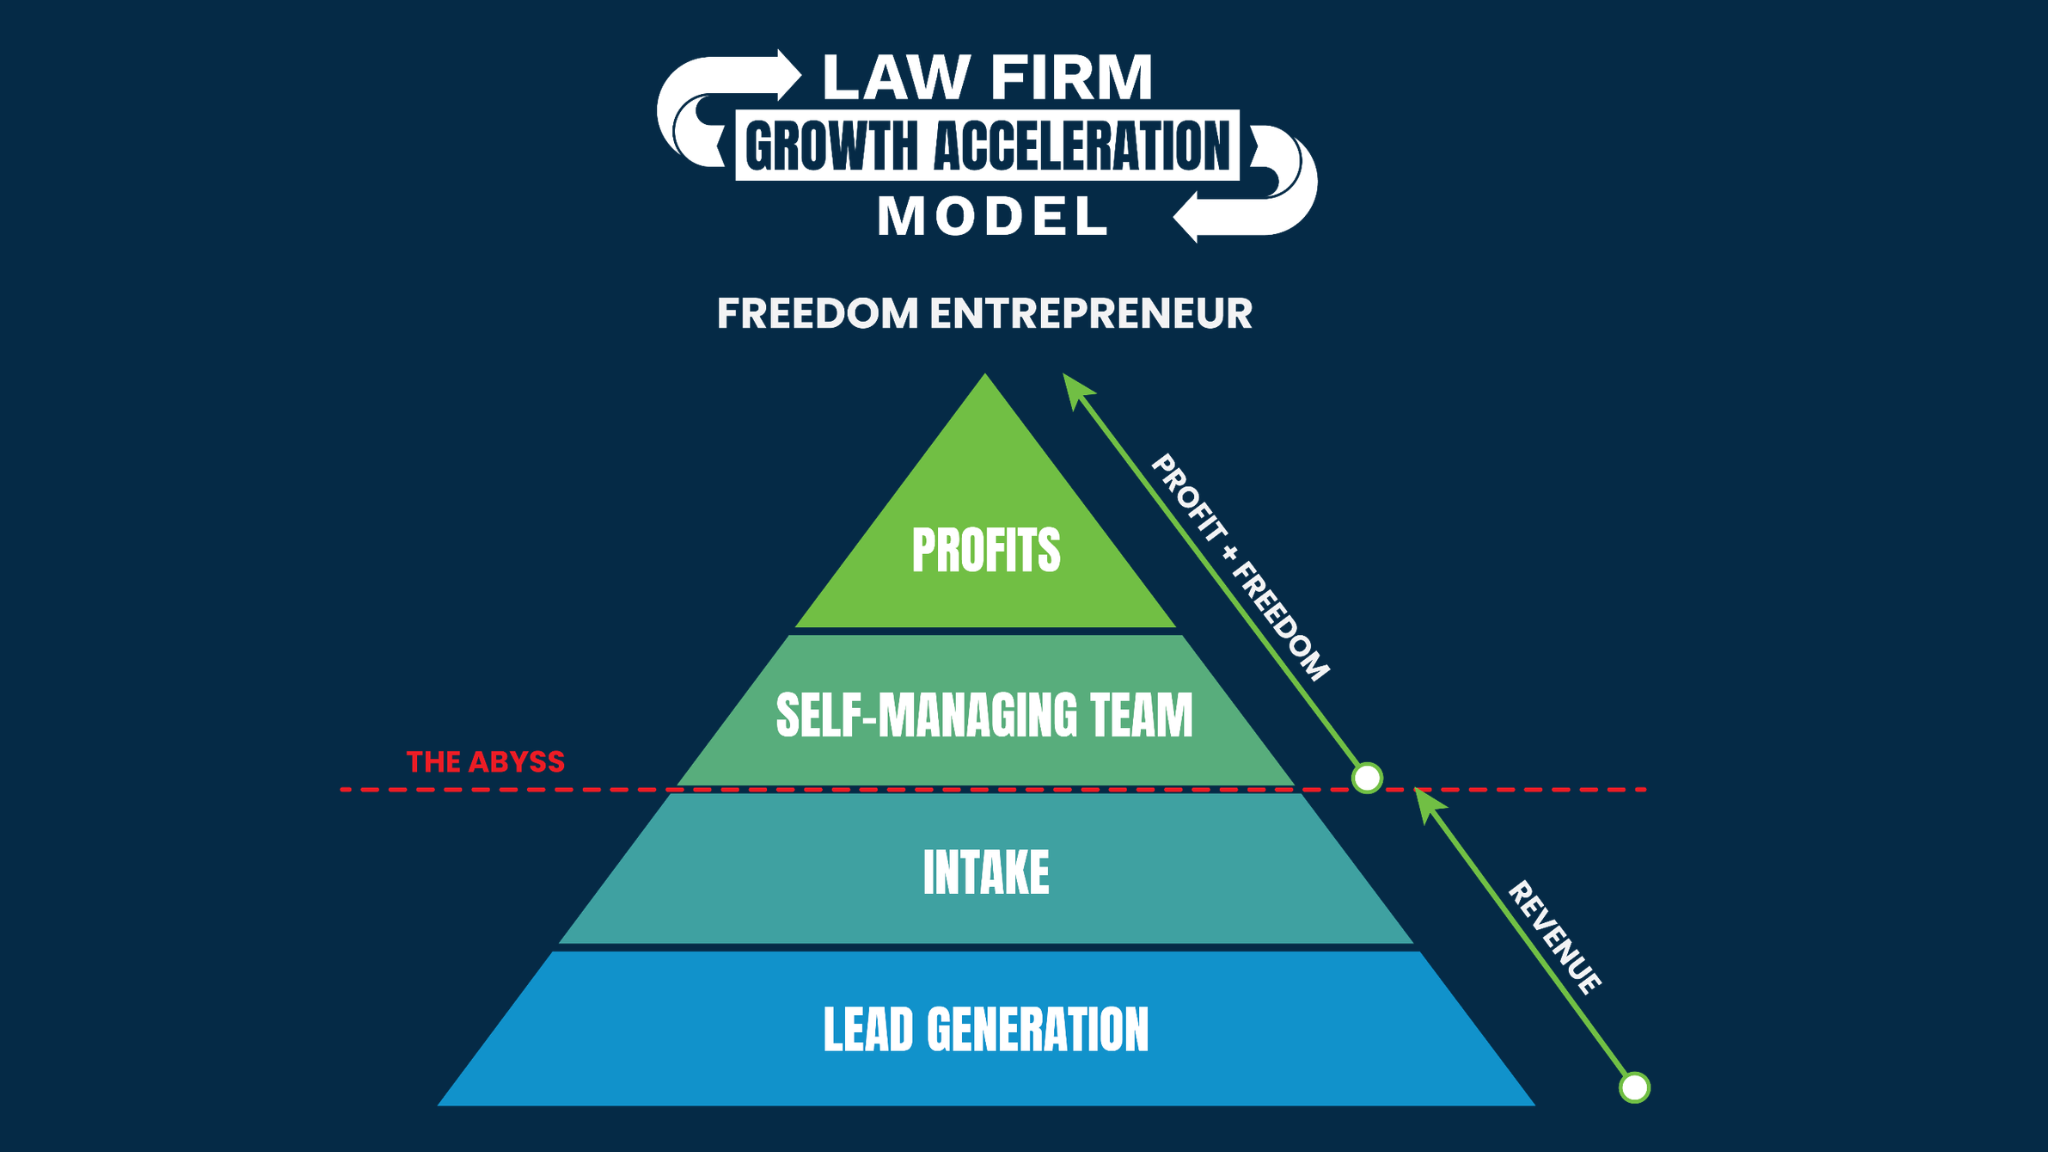 LAW FIRM
GROWTH ACCELERATION
MODEL
FREEDOM ENTREPRENEUR
PROFITS
PROFIT + FREEDOM
SELF-MANAGING TEAM
THE ABYSS
INTAKE
REVENUE
LEAD GENERATION